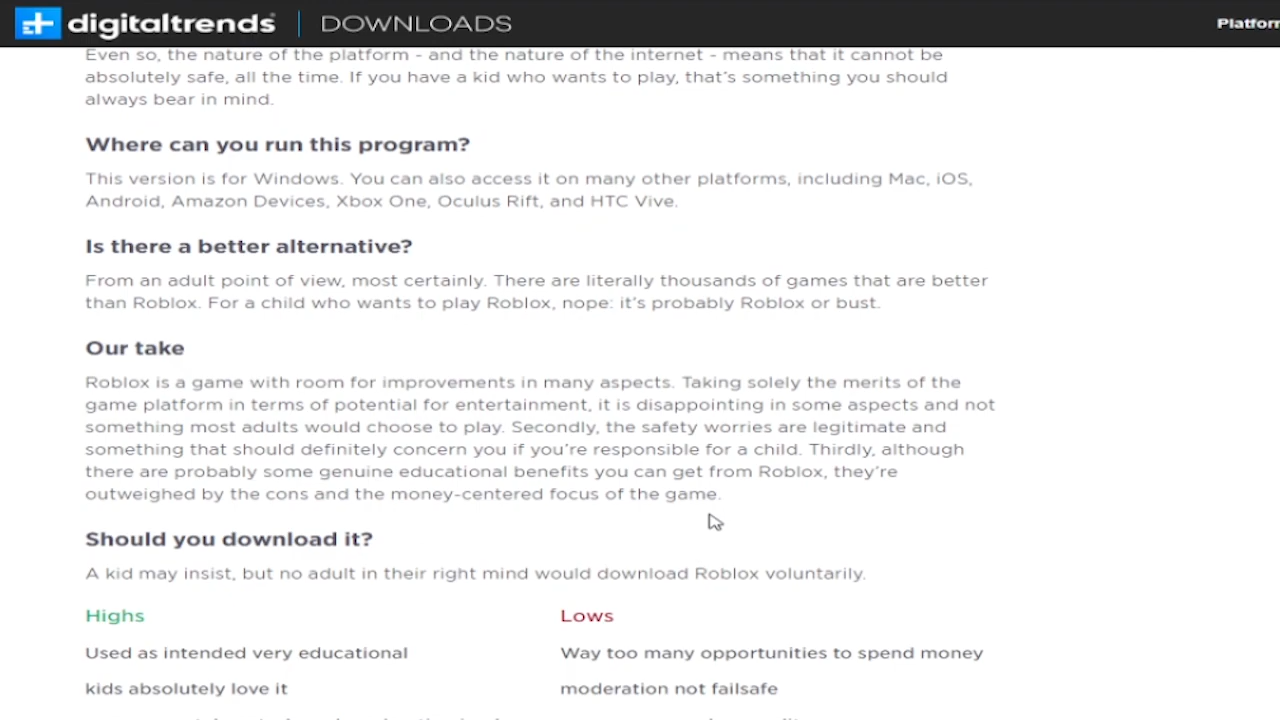 digitaltrends DOWNLOADS Platfor
Even so, the nature of the platform - and the nature of the internet - means that it cannot be
absolutely safe, all the time. If you have a kid who wants to play, that's something you should
always bear in mind.
Where can you run this program?
This version is for Windows. You can also access it on many other platforms, including Mac, iOS,
Android, Amazon Devices, Xbox One, Oculus Rift, and HTC Vive.
Is there a better alternative?
From an adult point of view, most certainly. There are literally thousands of games that are better
than Roblox. For a child who wants to play Roblox, nope: it's probably Roblox or bust.
Our take
Roblox is a game with room for improvements in many aspects. Taking solely the merits of the
game platform in terms of potential for entertainment, it is disappointing in some aspects and not
something most adults would choose to play. Secondly, the safety worries are legitimate and
something that should definitely concern you if you're responsible for a child. Thirdly, although
there are probably some genuine educational benefits you can get from Roblox, they're
outweighed by the cons and the money-centered focus of the game.
Should you download it?
A kid may insist, but no adult in their right mind would download Roblox voluntarily.
Highs Lows
Used as intended very educational Way too many opportunities to spend money
kids absolutely love it moderation not failsafe